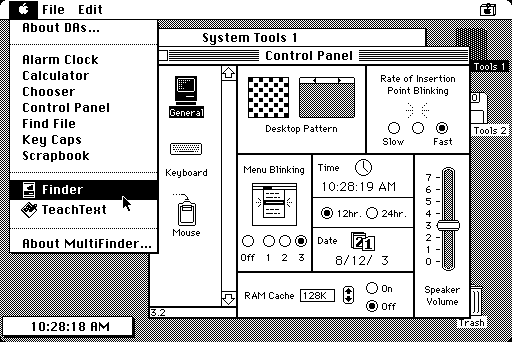 File Edit
About DAs...
Alarm Clock
Calculator
Chooser
Control Panel
Find File
Key Caps
Scrapbook
Finder
TeachText
About MultiFinder...
System Tools 1
Control Panel
General
Keyboard
Mouse
3.2
Desktop Pattern
Rate of Insertion
Point Blinking
Slow Fast
Menu Blinking
Off 1 2 3
Time
10:28:19 AM
12hr. 24hr.
Date
21
8/12/ 3
7
6
5
4
3
2
1
0
Speaker
Volume
RAM Cache 128K On
Off
Tools 1
Tools 2
Trash
10:28:18 AM